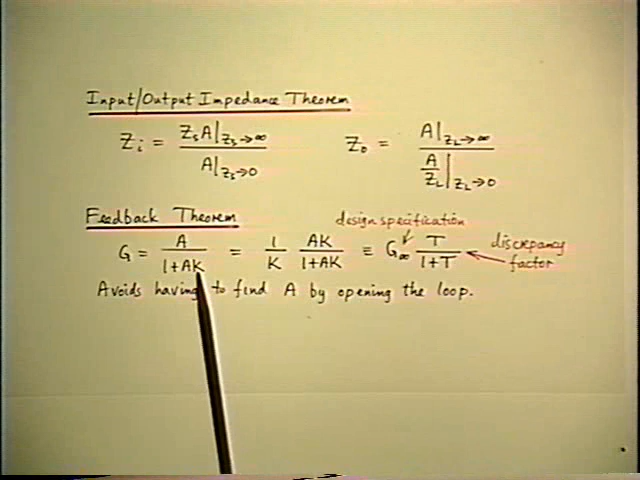 Input/Output Impedance Theorem
Zi = ZsA|Zs→∞ / A|Zs→0    Zo = A|ZL→∞ / (A/ZL)|ZL→0
Feedback Theorem
design specification
G = A/(1+AK) = 1/K AK/(1+AK) ≡ G∞ T/(1+T) ← discrepancy factor
Avoids having to find A by opening the loop.